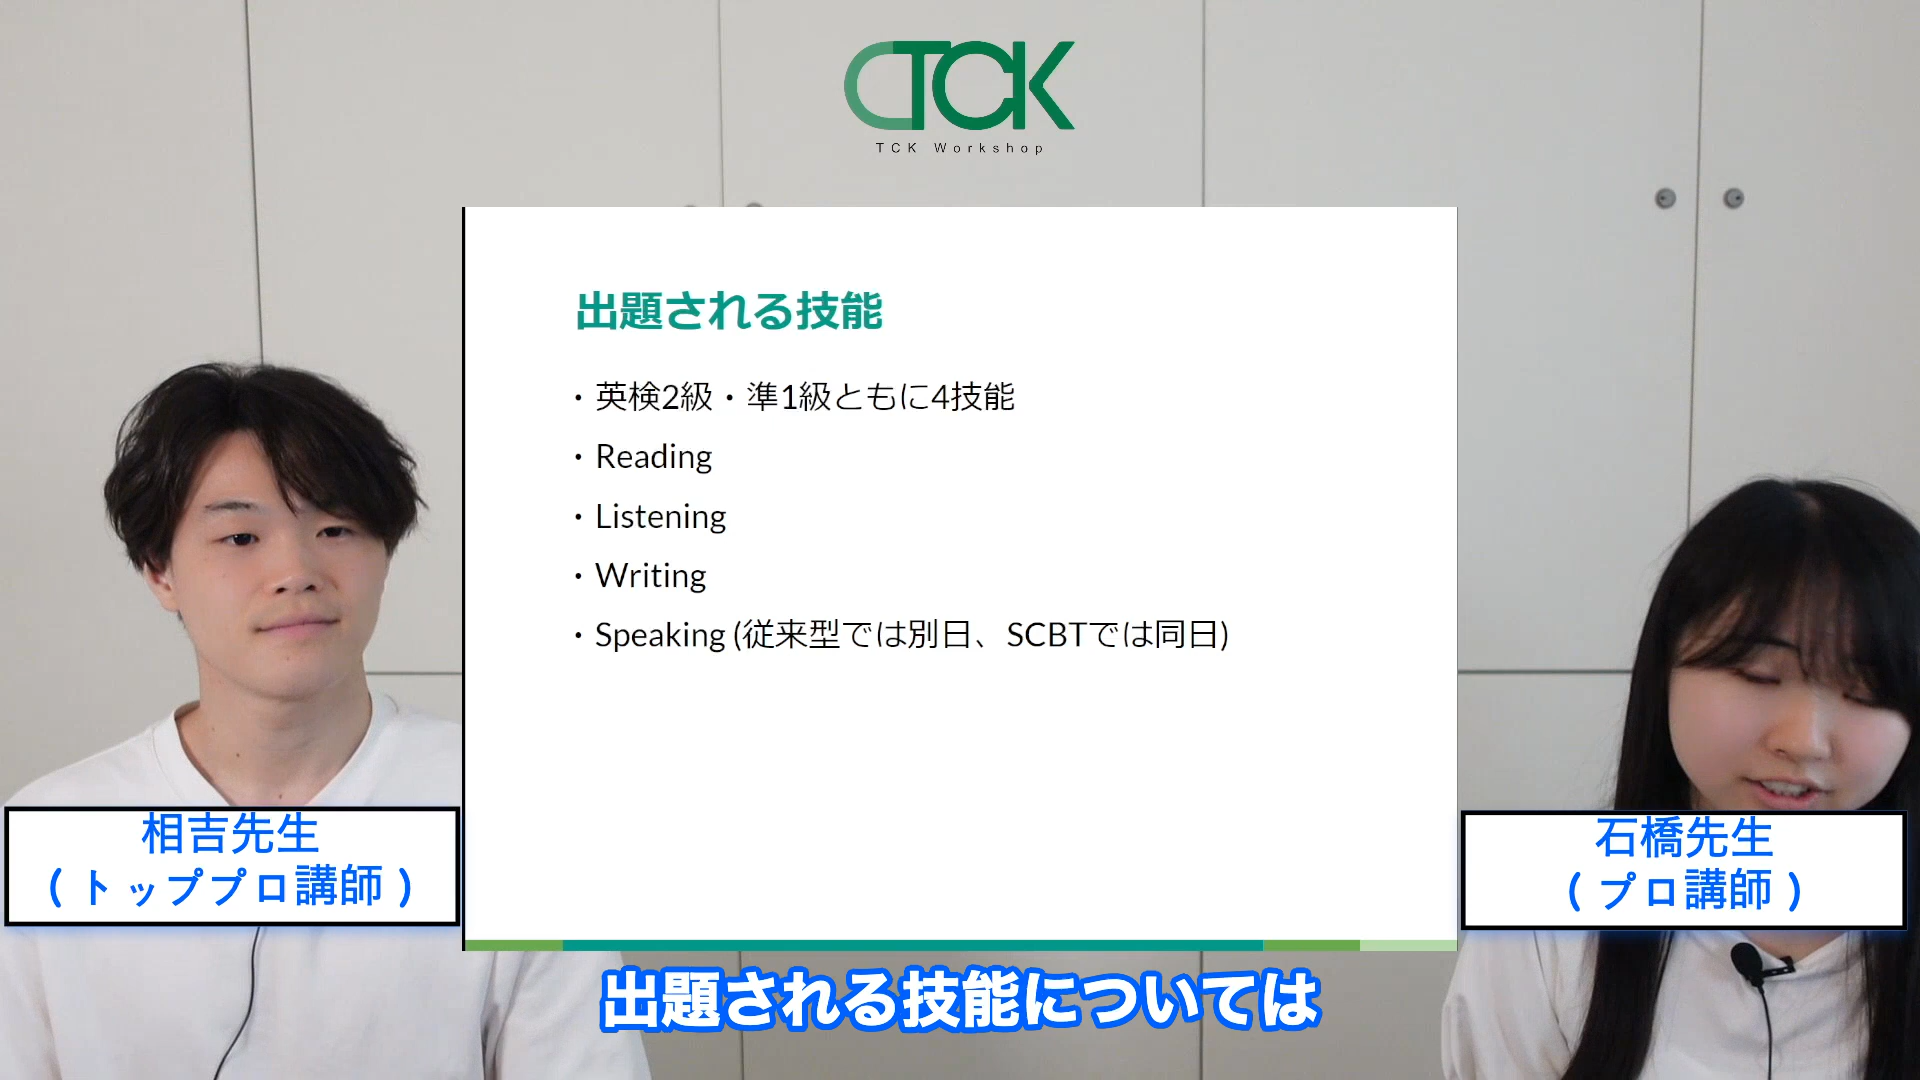 TCK
TCK Workshop
出題される技能
・英検2級・準1級ともに4技能
・Reading
・Listening
・Writing
・Speaking (従来型では別日、SCBTでは同日)
相吉先生
(トッププロ講師)
石橋先生
(プロ講師)
出題される技能については